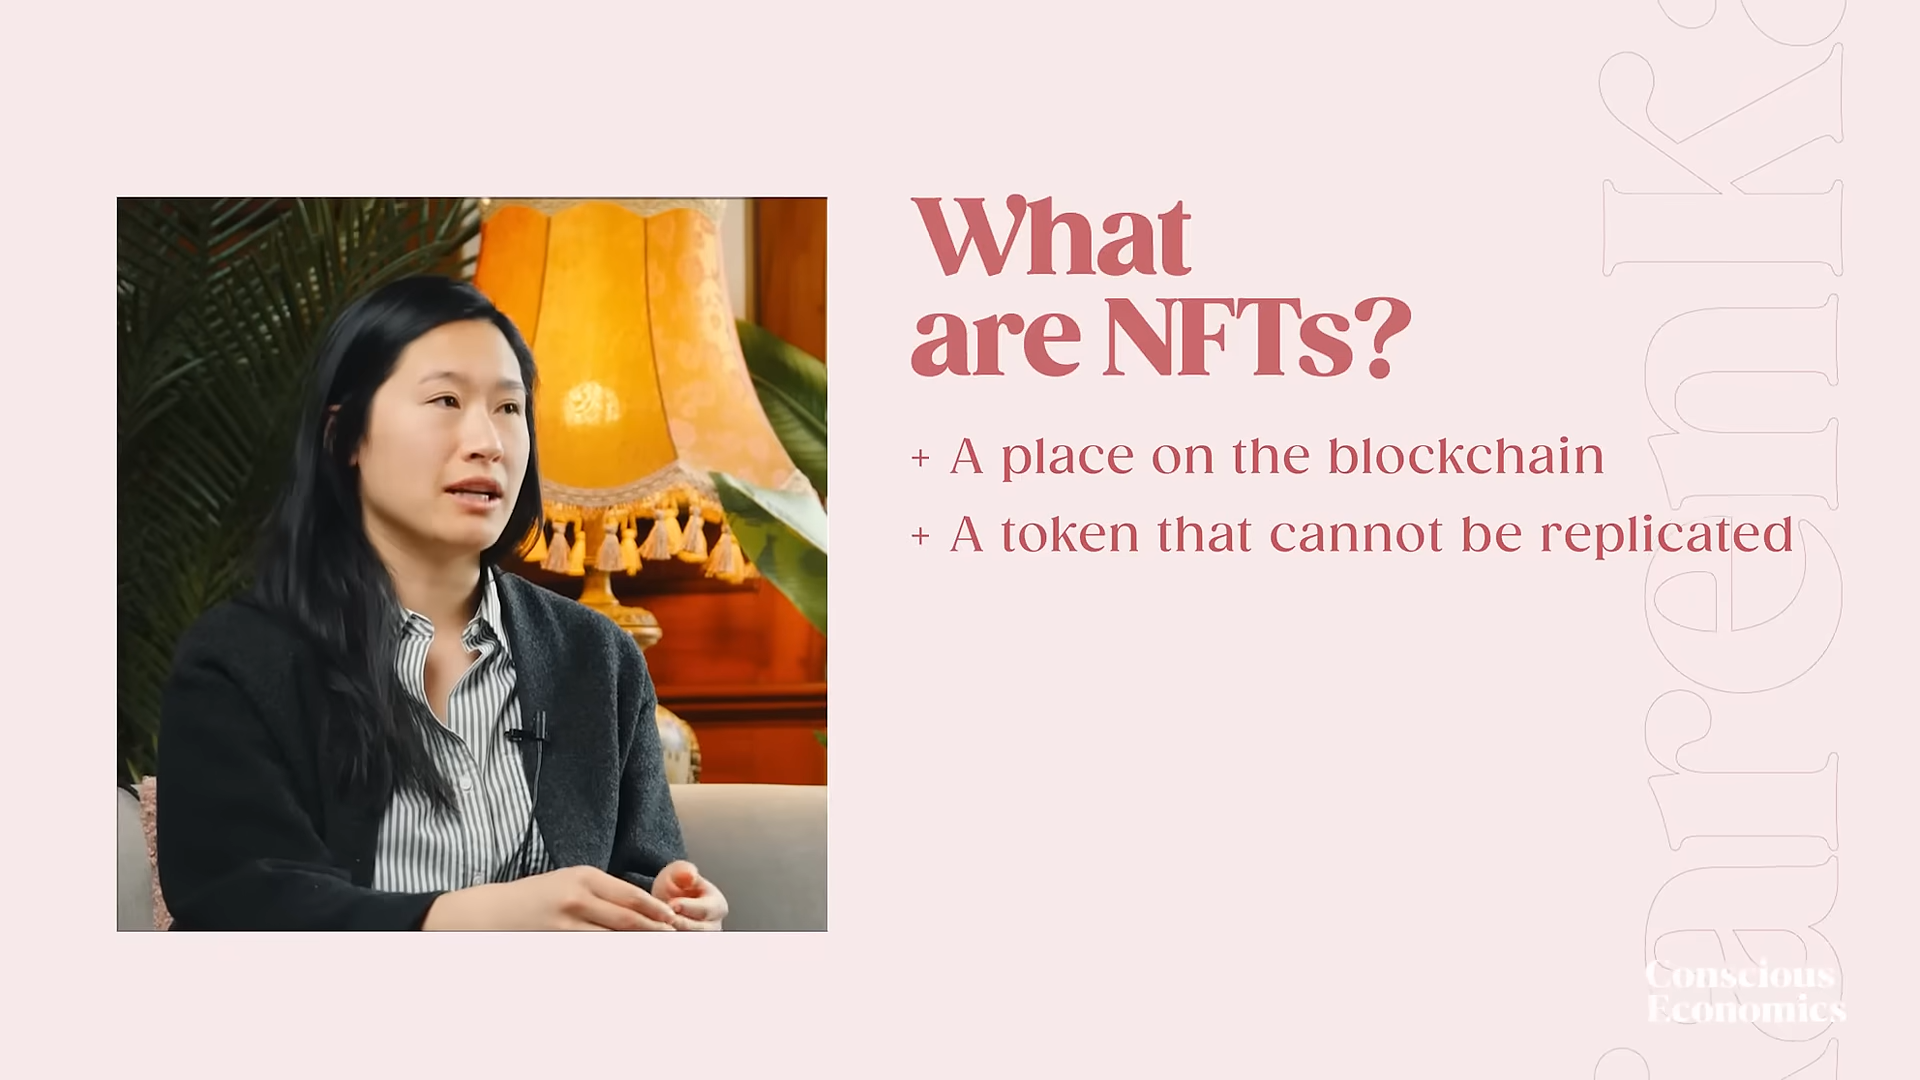 What
are NFTs?
+ A place on the blockchain
+ A token that cannot be replicated
Conscious
Economics